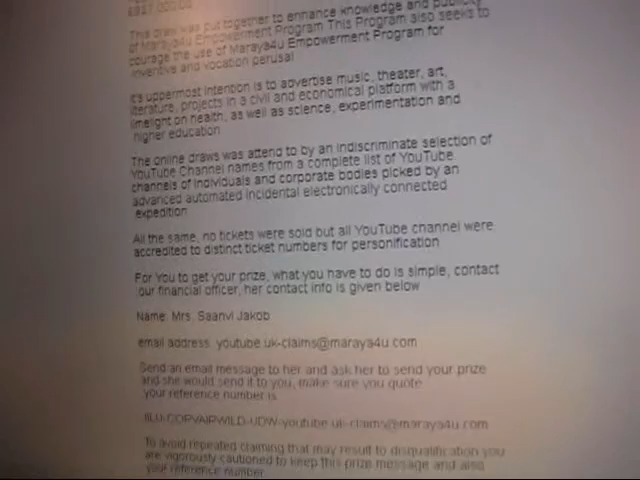 This draw was put together to enhance knowledge and publicity
of Maraya4u Empowerment Program This Program also seeks to
courage the use of Maraya4u Empowerment Program for
inventive and vocation perusal
It's uppermost intention is to advertise music, theater, art,
literature, projects in a civil and economical platform with a
limelight on health, as well as science, experimentation and
higher education
The online draws was attend to by an indiscriminate selection of
YouTube Channel names from a complete list of YouTube
channels of individuals and corporate bodies picked by an
advanced automated incidental electronically connected
expedition
All the same, no tickets were sold but all YouTube channel were
accredited to distinct ticket numbers for personification
For You to get your prize, what you have to do is simple, contact
our financial officer, her contact info is given below
Name: Mrs. Saanvi Jakob
email address: youtube.uk-claims@maraya4u.com
Send an email message to her and ask her to send your prize
and she would send it to you, make sure you quote
your reference number is
-UDW-youtube.uk-claims@maraya4u.com
To avoid repeated claiming that may result to disqualification you
are vigorously cautioned to keep this prize message and also
your reference number